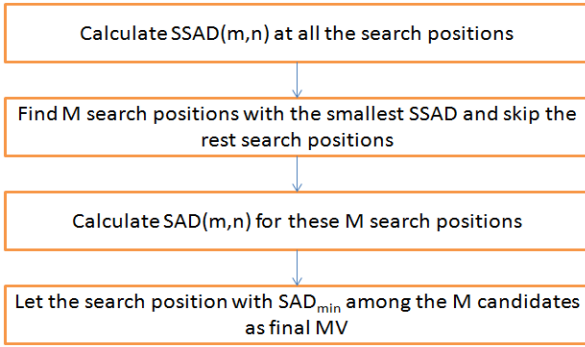 Calculate SSAD(m,n) at all the search positions
Find M search positions with the smallest SSAD and skip the
rest search positions
Calculate SAD(m,n) for these M search positions
Let the search position with SADmin among the M candidates
as final MV